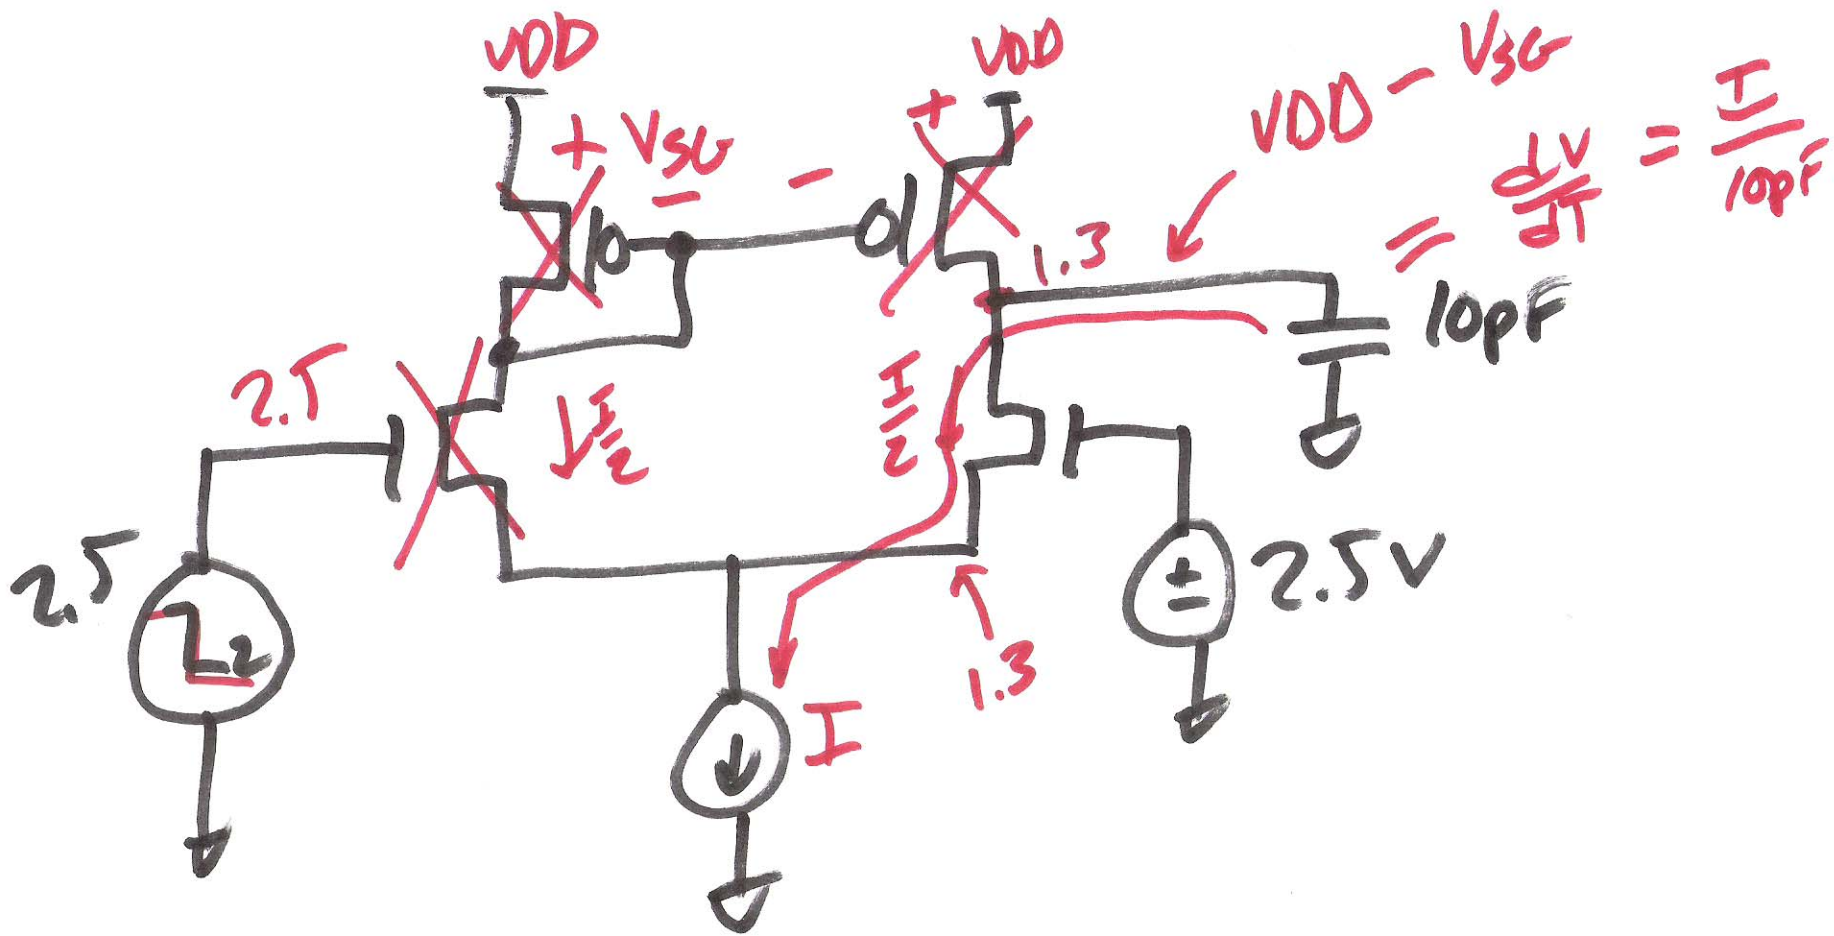 VDD
VDD
VDD - VSG
+ VSG -
+
-
= dV/dT = I/10pF
1.3
10pF
2.5
I/2
I/2
2.5
2
± 2.5V
1.3
I